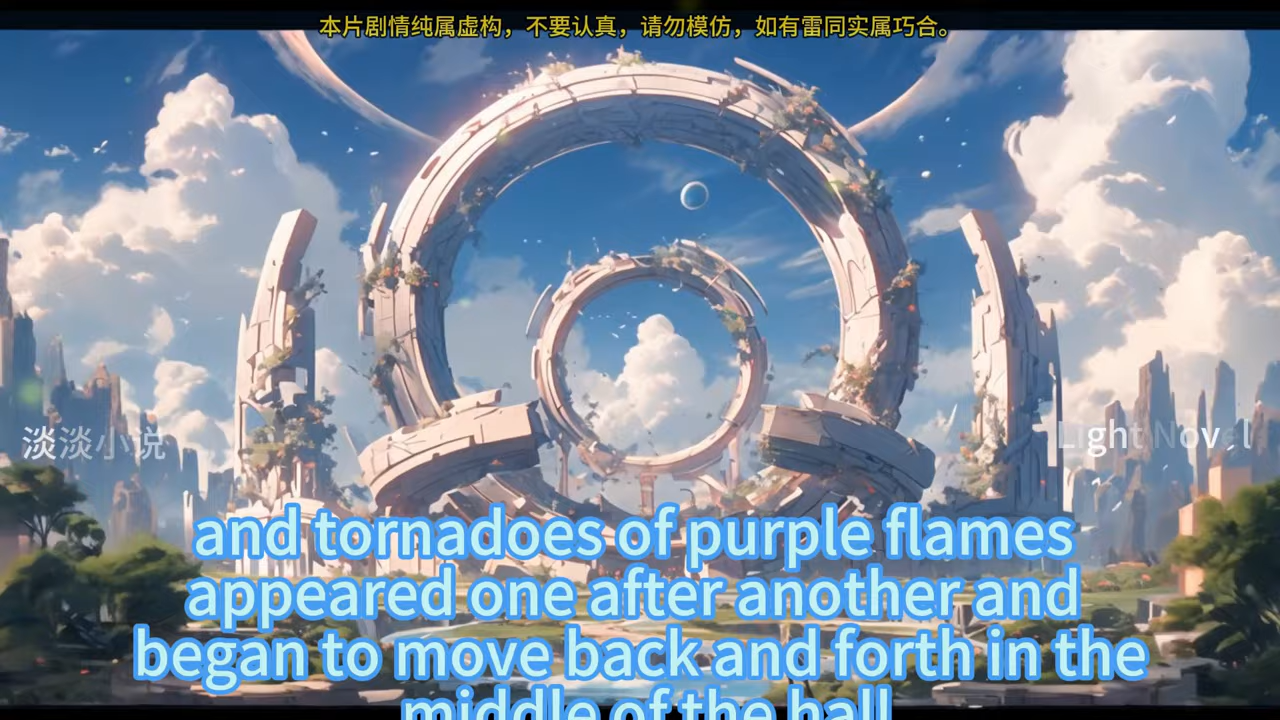 本片剧情纯属虚构，不要认真，请勿模仿，如有雷同实属巧合。
淡淡小说
Light Novel
and tornadoes of purple flames
appeared one after another and
began to move back and forth in the
middle of the hall